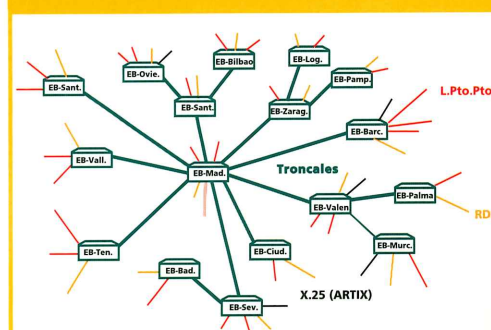 EB-Bilbao
EB-Log.
EB-Ovie.
EB-Pamp.
EB-Sant.
EB-Sant.
EB-Zarag.
L.Pto.Pto
EB-Barc.
EB-Vall.
EB-Mad.
Troncales
EB-Valen
EB-Palma
RD
EB-Ten.
EB-Ciud.
EB-Murc.
EB-Bad.
X.25 (ARTIX)
EB-Sev.